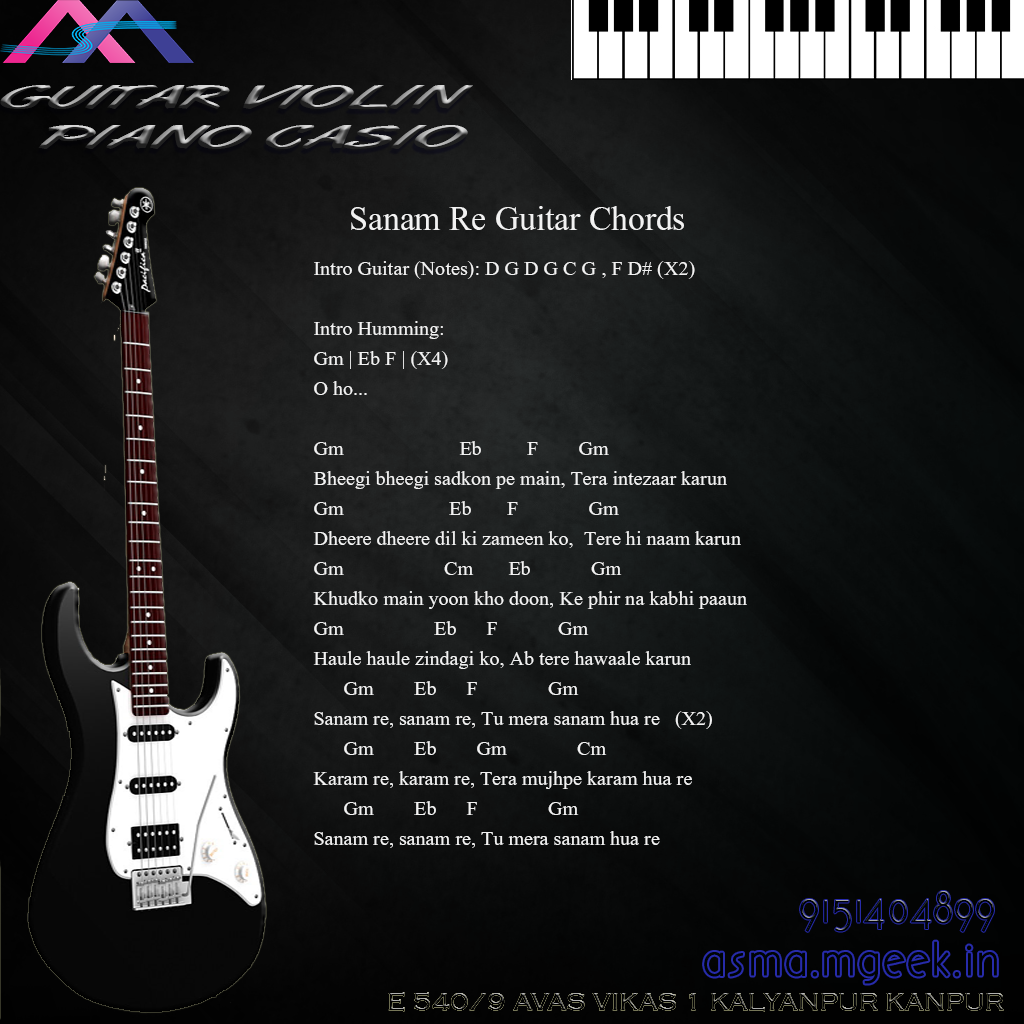 ASA
GUITAR VIOLIN
PIANO CASIO
pacifica
Sanam Re Guitar Chords
Intro Guitar (Notes): D G D G C G , F D# (X2)
Intro Humming:
Gm | Eb F | (X4)
O ho...
Gm Eb F Gm
Bheegi bheegi sadkon pe main, Tera intezaar karun
Gm Eb F Gm
Dheere dheere dil ki zameen ko, Tere hi naam karun
Gm Cm Eb Gm
Khudko main yoon kho doon, Ke phir na kabhi paaun
Gm Eb F Gm
Haule haule zindagi ko, Ab tere hawaale karun
Gm Eb F Gm
Sanam re, sanam re, Tu mera sanam hua re (X2)
Gm Eb Gm Cm
Karam re, karam re, Tera mujhpe karam hua re
Gm Eb F Gm
Sanam re, sanam re, Tu mera sanam hua re
9151404899
asma.mgeek.in
E 540/9 AVAS VIKAS 1 KALYANPUR KANPUR